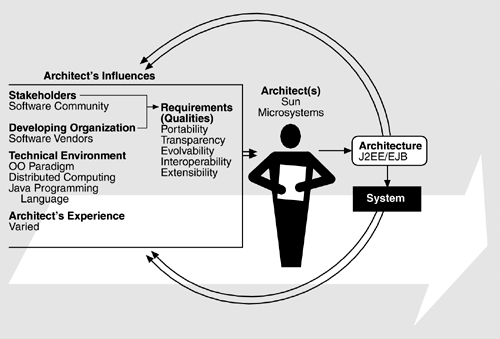 Architect's Influences
Stakeholders
Software Community
Developing Organization
Software Vendors
Technical Environment
OO Paradigm
Distributed Computing
Java Programming
Language
Architect's Experience
Varied
Requirements
(Qualities)
Portability
Transparency
Evolvability
Interoperability
Extensibility
Architect(s)
Sun
Microsystems
Architecture
J2EE/EJB
System